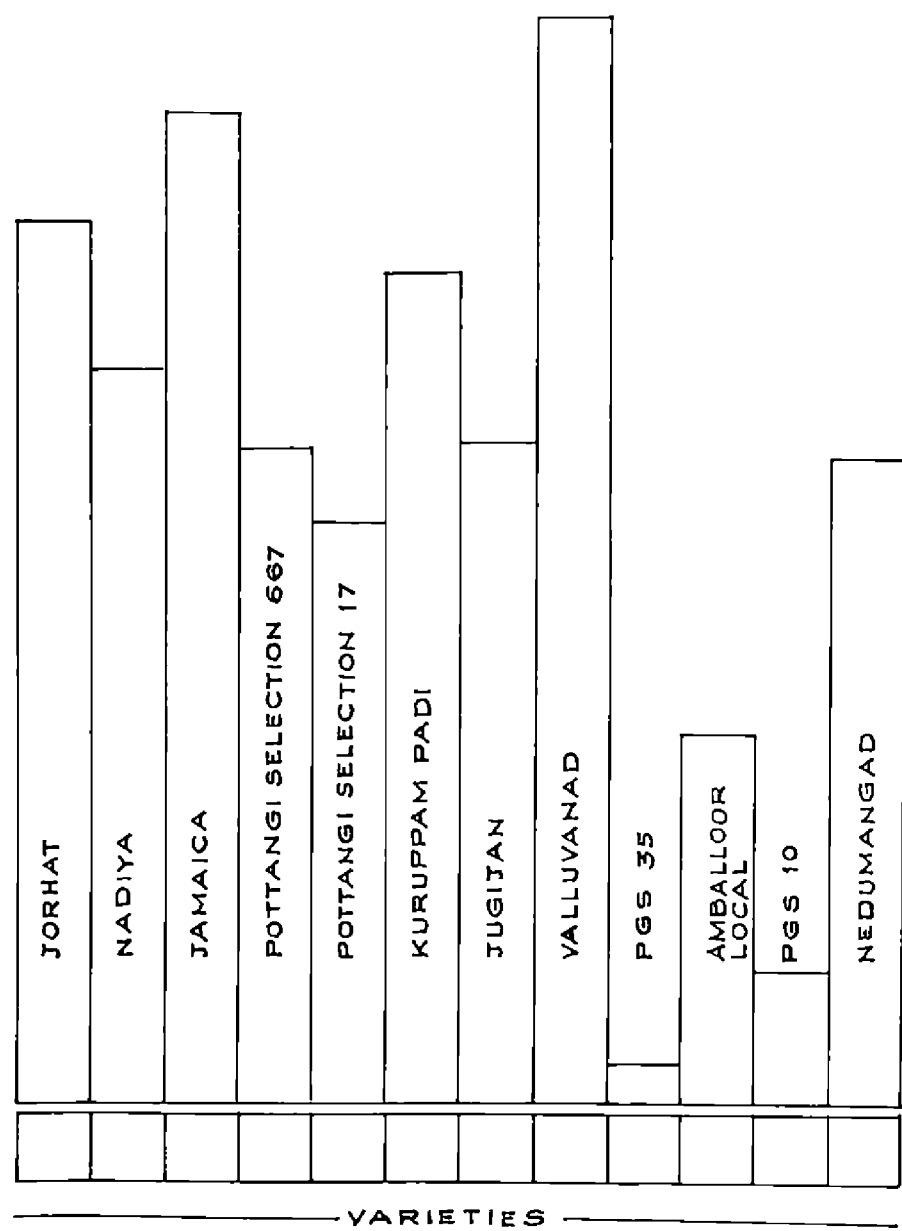 JORHAT
NADIYA
JAMAICA
POTTANGI SELECTION 667
POTTANGI SELECTION 17
KURUPPAM PADI
JUGIJAN
VALLUVANAD
PGS 35
AMBALLOOR
LOCAL
PGS 10
NEDUMANGAD
VARIETIES